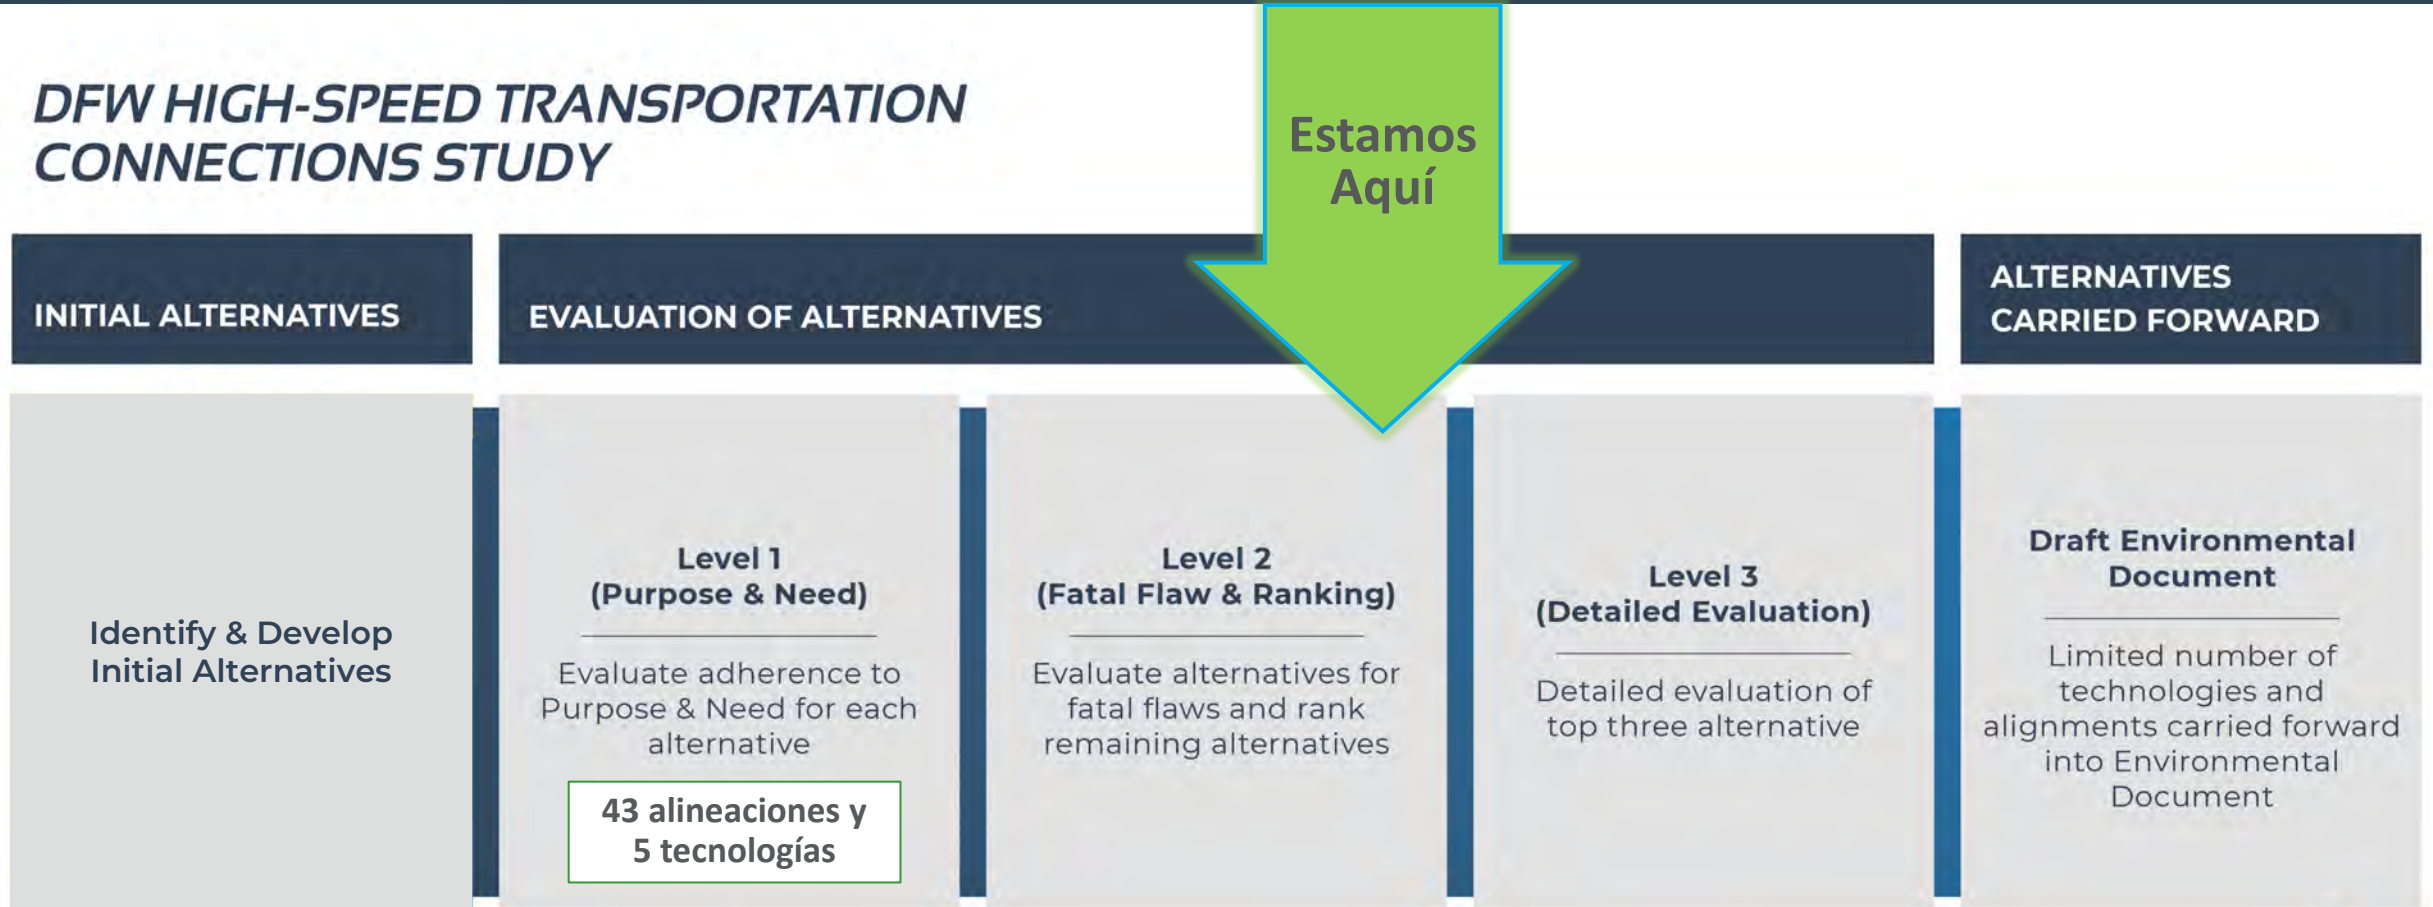 DFW HIGH-SPEED TRANSPORTATION
CONNECTIONS STUDY
Estamos
Aquí
INITIAL ALTERNATIVES
EVALUATION OF ALTERNATIVES
ALTERNATIVES
CARRIED FORWARD
Identify & Develop
Initial Alternatives
Level 1
(Purpose & Need)
Evaluate adherence to
Purpose & Need for each
alternative
43 alineaciones y
5 tecnologías
Level 2
(Fatal Flaw & Ranking)
Evaluate alternatives for
fatal flaws and rank
remaining alternatives
Level 3
(Detailed Evaluation)
Detailed evaluation of
top three alternative
Draft Environmental
Document
Limited number of
technologies and
alignments carried forward
into Environmental
Document